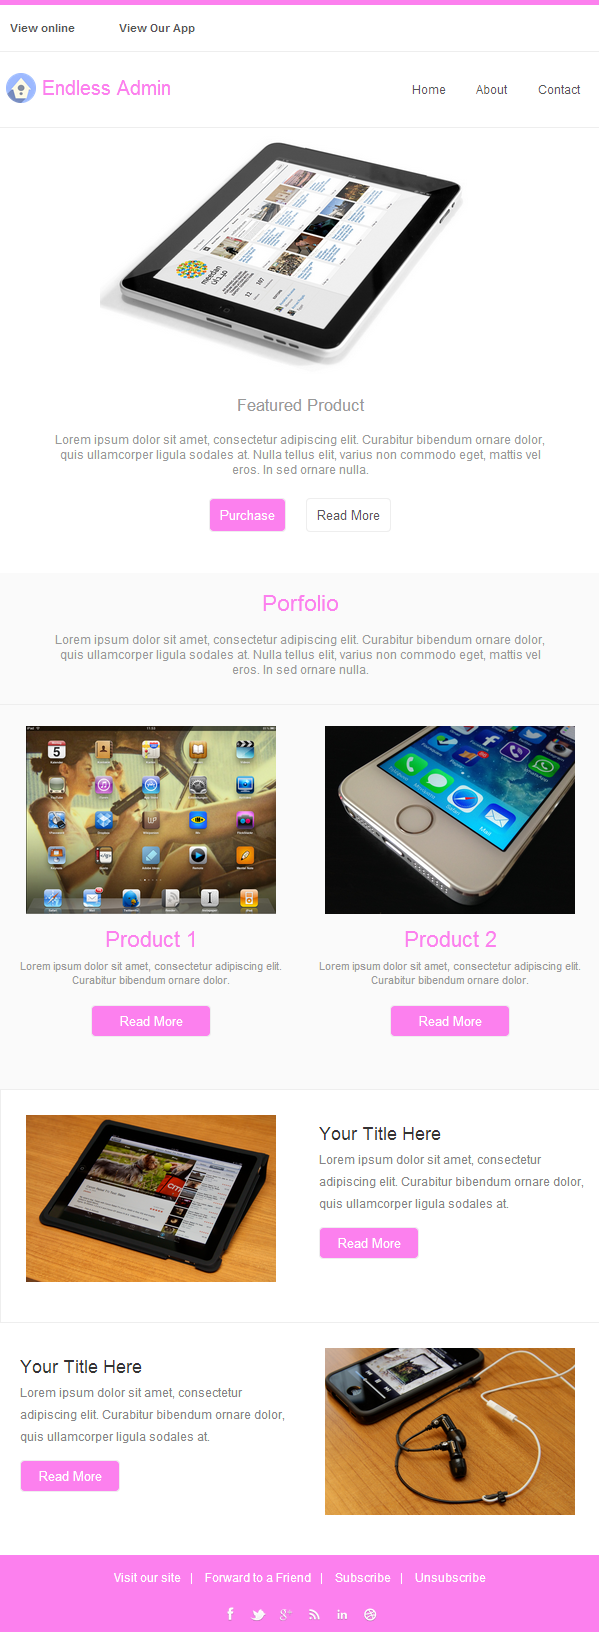 View online View Our App
Endless Admin
Home About Contact
meedan
Featured Product
Lorem ipsum dolor sit amet, consectetur adipiscing elit. Curabitur bibendum ornare dolor,
quis ullamcorper ligula sodales at. Nulla tellus elit, varius non commodo eget, mattis vel
eros. In sed ornare nulla.
Purchase Read More
Porfolio
Lorem ipsum dolor sit amet, consectetur adipiscing elit. Curabitur bibendum ornare dolor,
quis ullamcorper ligula sodales at. Nulla tellus elit, varius non commodo eget, mattis vel
eros. In sed ornare nulla.
Product 1
Lorem ipsum dolor sit amet, consectetur adipiscing elit.
Curabitur bibendum ornare dolor.
Read More
WhatsApp
Viber
Safari
Mail
Product 2
Lorem ipsum dolor sit amet, consectetur adipiscing elit.
Curabitur bibendum ornare dolor.
Read More
Your Title Here
Lorem ipsum dolor sit amet, consectetur
adipiscing elit. Curabitur bibendum ornare dolor,
quis ullamcorper ligula sodales at.
Read More
Your Title Here
Lorem ipsum dolor sit amet, consectetur
adipiscing elit. Curabitur bibendum ornare dolor,
quis ullamcorper ligula sodales at.
Read More
Visit our site | Forward to a Friend | Subscribe | Unsubscribe